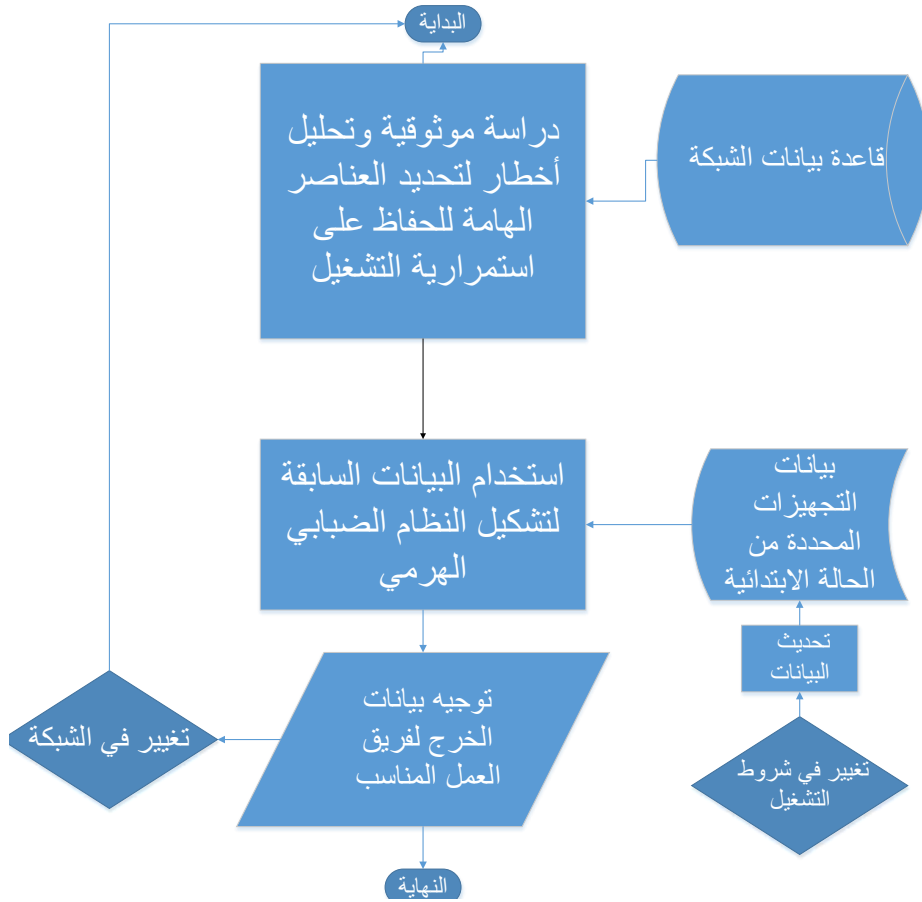 البداية
دراسة موثوقية وتحليل
أخطار لتحديد العناصر
الهامة للحفاظ على
استمرارية التشغيل
قاعدة بيانات الشبكة
استخدام البيانات السابقة
لتشكيل النظام الضبابي
الهرمي
بيانات
التجهيزات
المحددة من
الحالة الابتدائية
تحديث
البيانات
تغيير في شروط
التشغيل
توجيه بيانات
الخرج لفريق
العمل المناسب
تغيير في الشبكة
النهاية